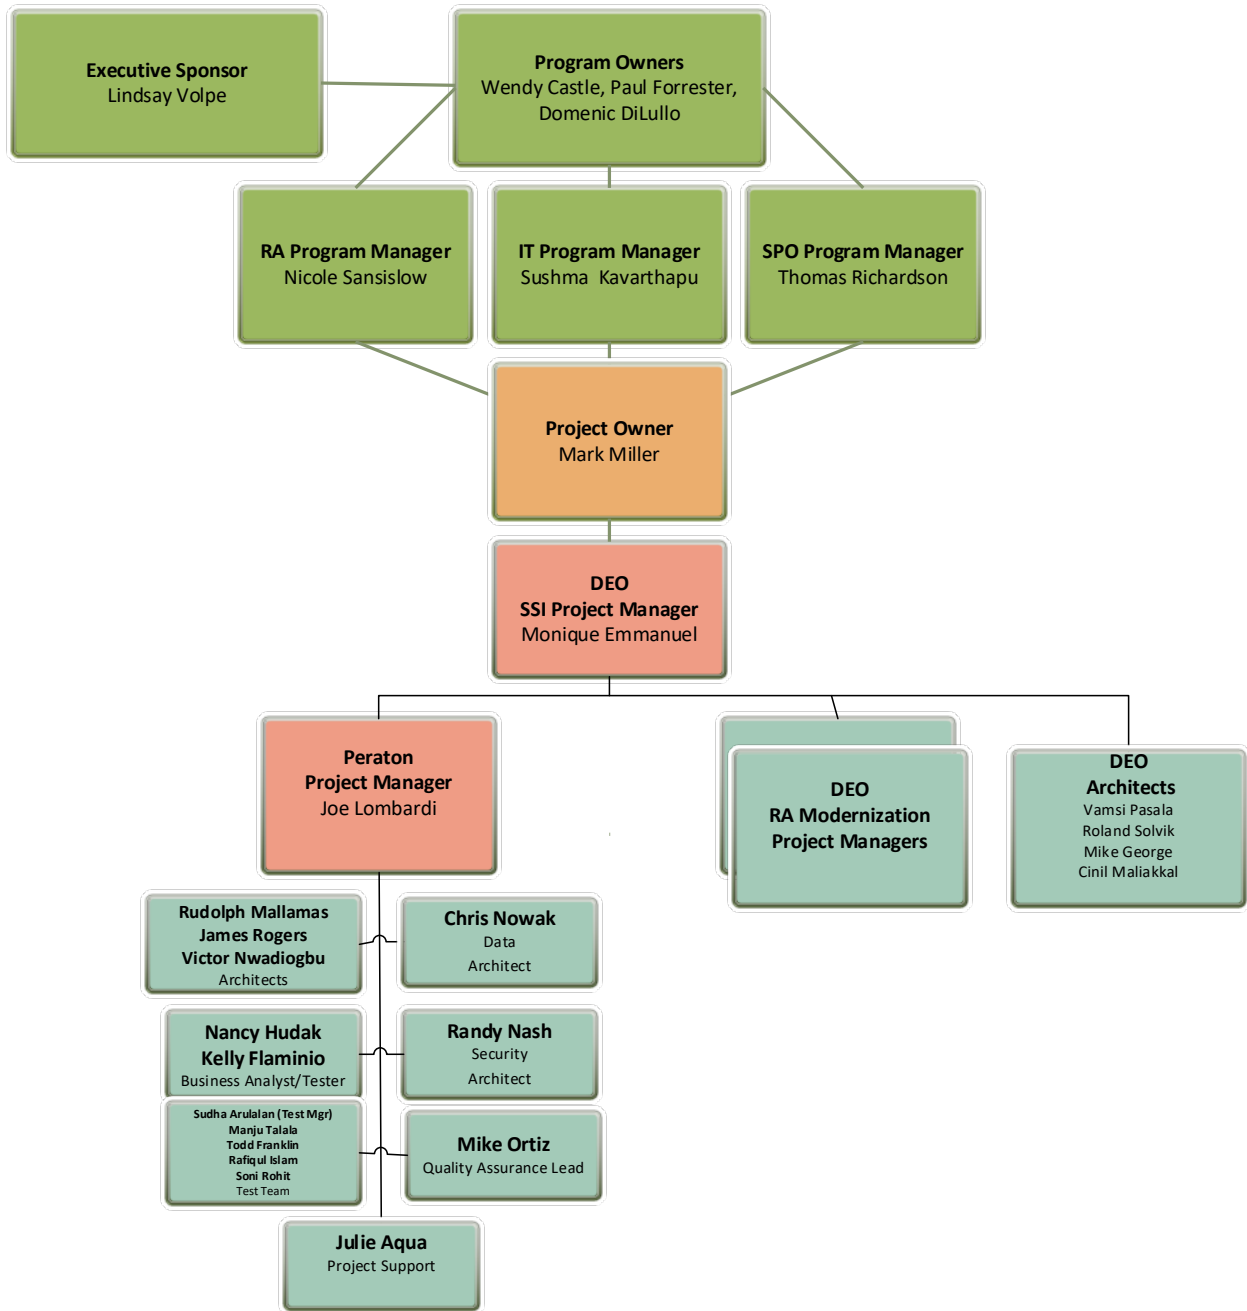 Executive Sponsor
Lindsay Volpe
Program Owners
Wendy Castle, Paul Forrester,
Domenic DiLullo
RA Program Manager
Nicole Sansislow
IT Program Manager
Sushma  Kavarthapu
SPO Program Manager
Thomas Richardson
Project Owner
Mark Miller
DEO
SSI Project Manager
Monique Emmanuel
Peraton
Project Manager
Joe Lombardi
DEO
RA Modernization
Project Managers
DEO
Architects
Vamsi Pasala
Roland Solvik
Mike George
Cinil Maliakkal
Rudolph Mallamas
James Rogers
Victor Nwadiogbu
Architects
Chris Nowak
Data
Architect
Nancy Hudak
Kelly Flaminio
Business Analyst/Tester
Randy Nash
Security
Architect
Sudha Arulalan (Test Mgr)
Manju Talala
Todd Franklin
Rafiqul Islam
Soni Rohit
Test Team
Mike Ortiz
Quality Assurance Lead
Julie Aqua
Project Support